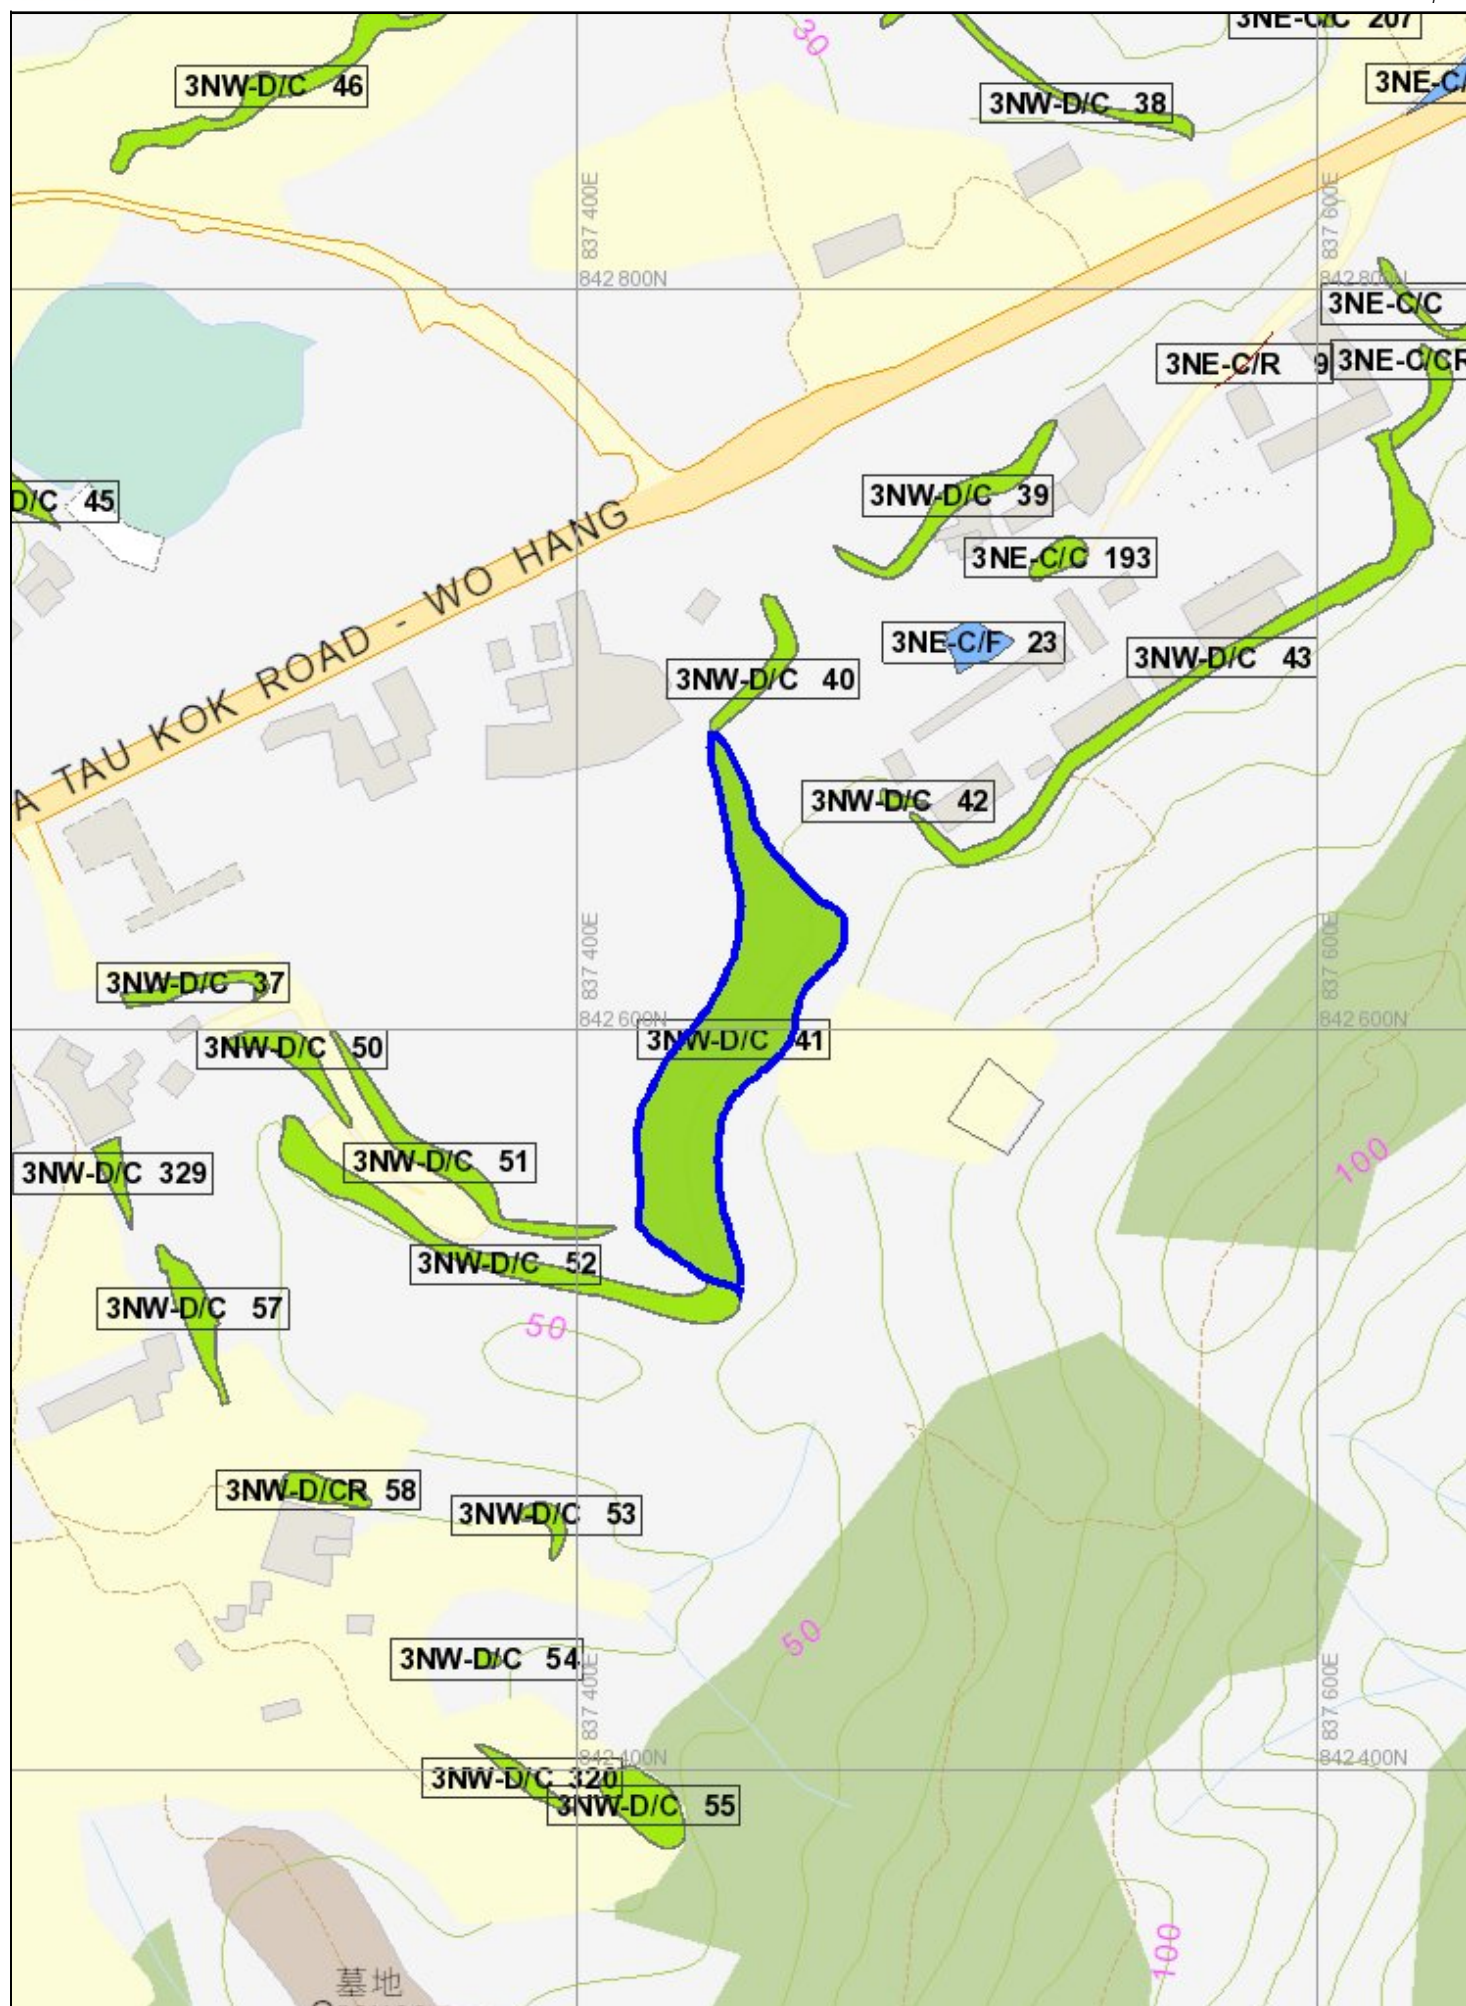 3NE-C/C 207
30
3NW-D/C 46
3NE-C/
3NW-D/C 38
837 400E
837 600E
842 800N
842 800N
3NE-C/C
3NE-C/R 9
3NE-C/CR
D/C 45
3NW-D/C 39
3NE-C/C 193
A TAU KOK ROAD - WO HANG
3NE-C/F 23
3NW-D/C 43
3NW-D/C 40
3NW-D/C 42
837 400E
837 600E
3NW-D/C 37
842 600N
842 600N
3NW-D/C 41
3NW-D/C 50
3NW-D/C 51
100
3NW-D/C 329
3NW-D/C 52
3NW-D/C 57
50
3NW-D/CR 58
3NW-D/C 53
50
3NW-D/C 54
837 400E
837 600E
842 400N
842 400N
3NW-D/C 320
3NW-D/C 55
100
墓地